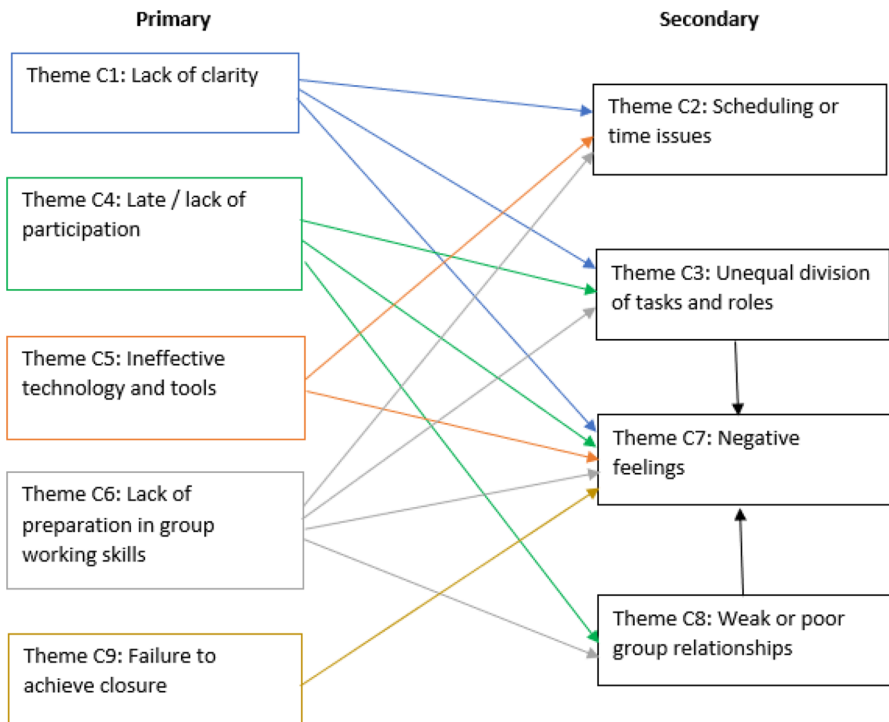 Primary
Secondary
Theme C1: Lack of clarity
Theme C4: Late / lack of
participation
Theme C5: Ineffective
technology and tools
Theme C6: Lack of
preparation in group
working skills
Theme C9: Failure to
achieve closure
Theme C2: Scheduling or
time issues
Theme C3: Unequal division
of tasks and roles
Theme C7: Negative
feelings
Theme C8: Weak or poor
group relationships